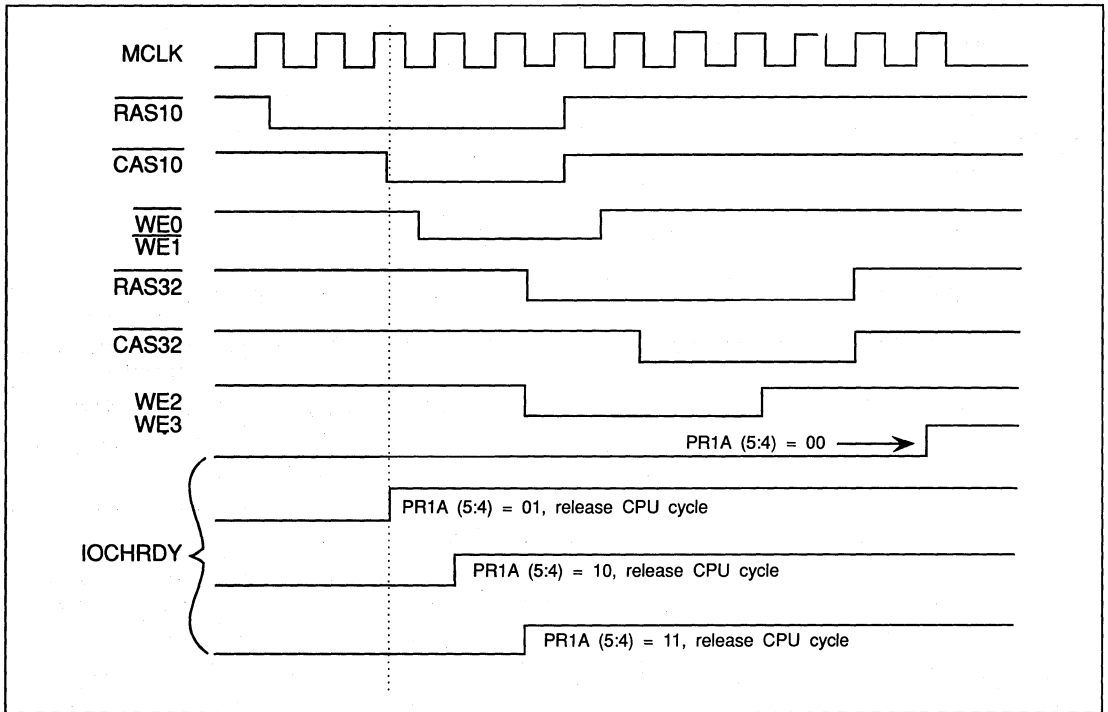 MCLK
RAS10
CAS10
WE0
WE1
RAS32
CAS32
WE2
WE3
PR1A (5:4) = 00
PR1A (5:4) = 01, release CPU cycle
IOCHRDY
PR1A (5:4) = 10, release CPU cycle
PR1A (5:4) = 11, release CPU cycle